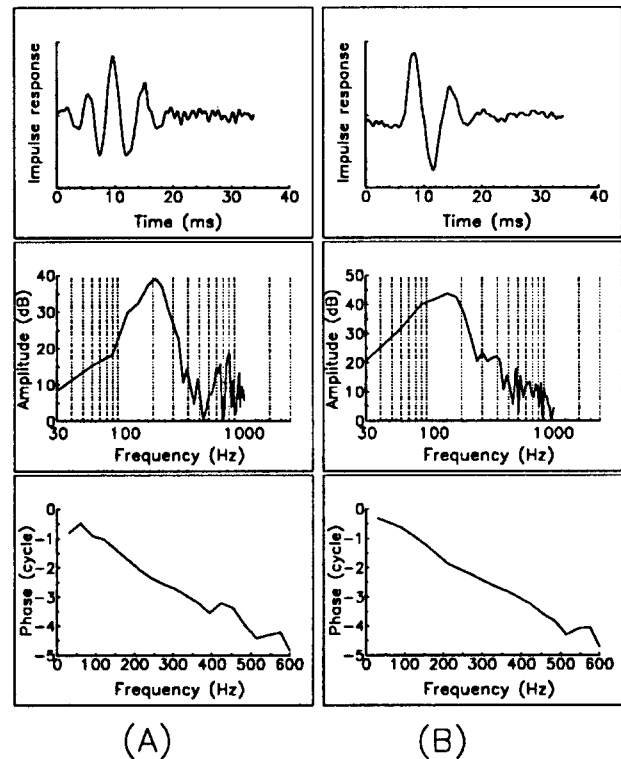 Impulse response
0 10 20 30 40
Time (ms)
Impulse response
0 10 20 30 40
Time (ms)
Amplitude (dB)
40
30
20
10
30 100 1000
Frequency (Hz)
Amplitude (dB)
50
40
30
20
10
0
30 100 1000
Frequency (Hz)
Phase (cycle)
0
-1
-2
-3
-4
-5
0 100 200 300 400 500 600
Frequency (Hz)
Phase (cycle)
0
-1
-2
-3
-4
-5
0 100 200 300 400 500 600
Frequency (Hz)
(A)
(B)